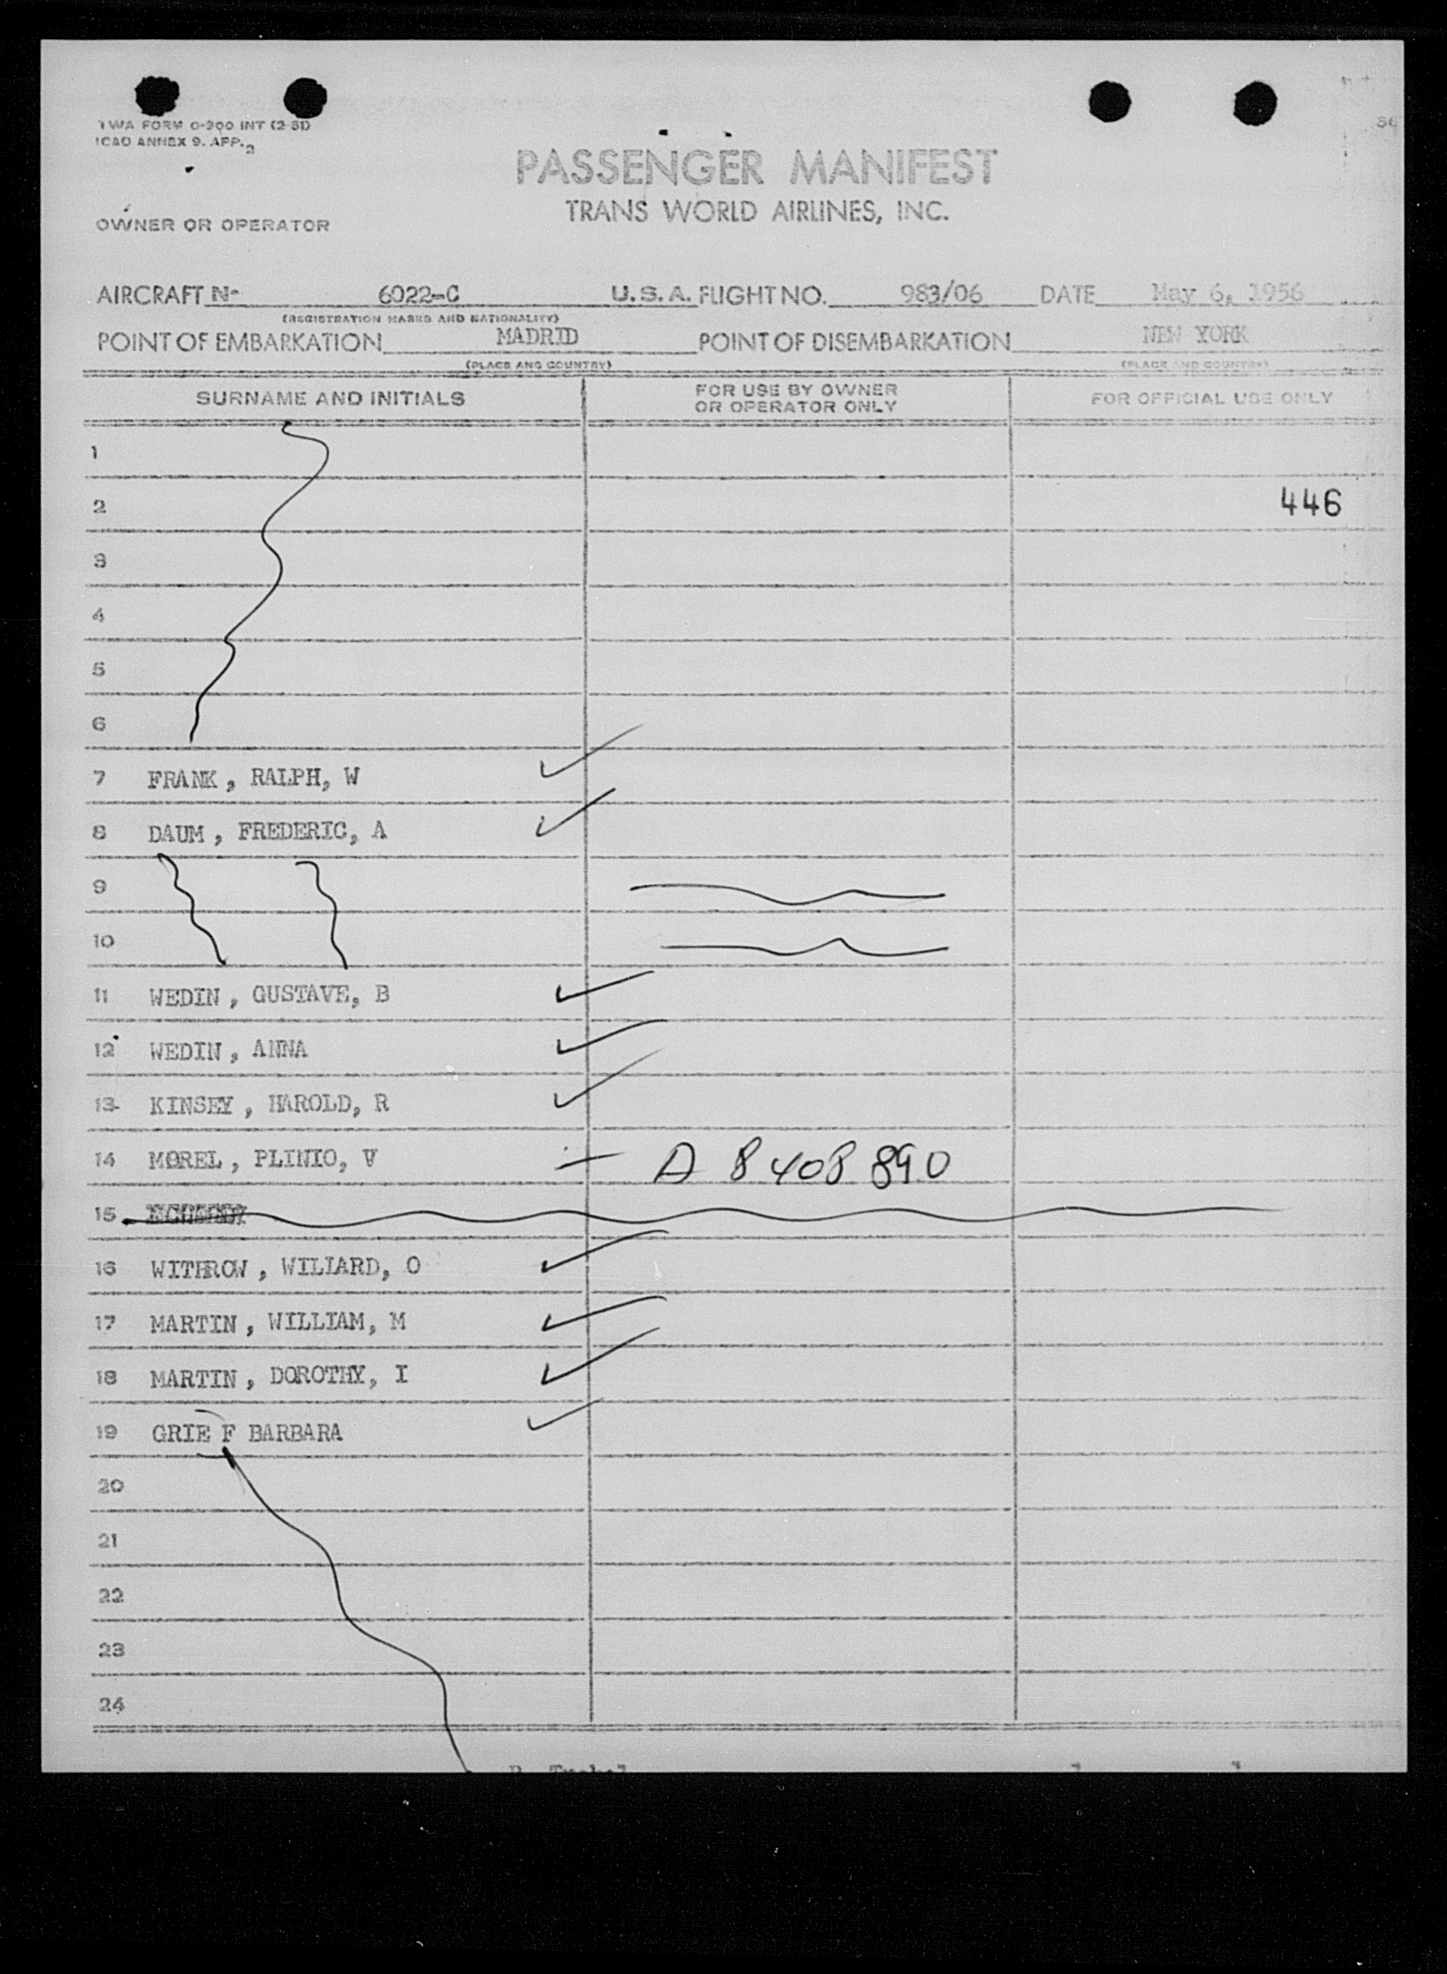 TWA FORM O-200 INT (2-51)
ICAO ANNEX 9. APP. 2
PASSENGER MANIFEST
TRANS WORLD AIRLINES, INC.
OWNER OR OPERATOR
AIRCRAFT N- 6022-C U.S.A. FLIGHT NO. 983/06 DATE May 6, 1956
(REGISTRATION MARKS AND NATIONALITY)
POINT OF EMBARKATION MADRID POINT OF DISEMBARKATION NEW YORK
(PLACE AND COUNTRY) (PLACE AND COUNTRY)
SURNAME AND INITIALS FOR USE BY OWNER OR OPERATOR ONLY FOR OFFICIAL USE ONLY
1
2 446
3
4
5
6
7 FRANK, RALPH, W
8 DAUM, FREDERIC, A
9
10
11 WEDIN, GUSTAVE, B
12 WEDIN, ANNA
13 KINSEY, HAROLD, R
14 MOREL, PLINIO, V A 8 408 890
15
16 WITHROW, WILIARD, O
17 MARTIN, WILLIAM, M
18 MARTIN, DOROTHY, I
19 GRIE F BARBARA
20
21
22
23
24